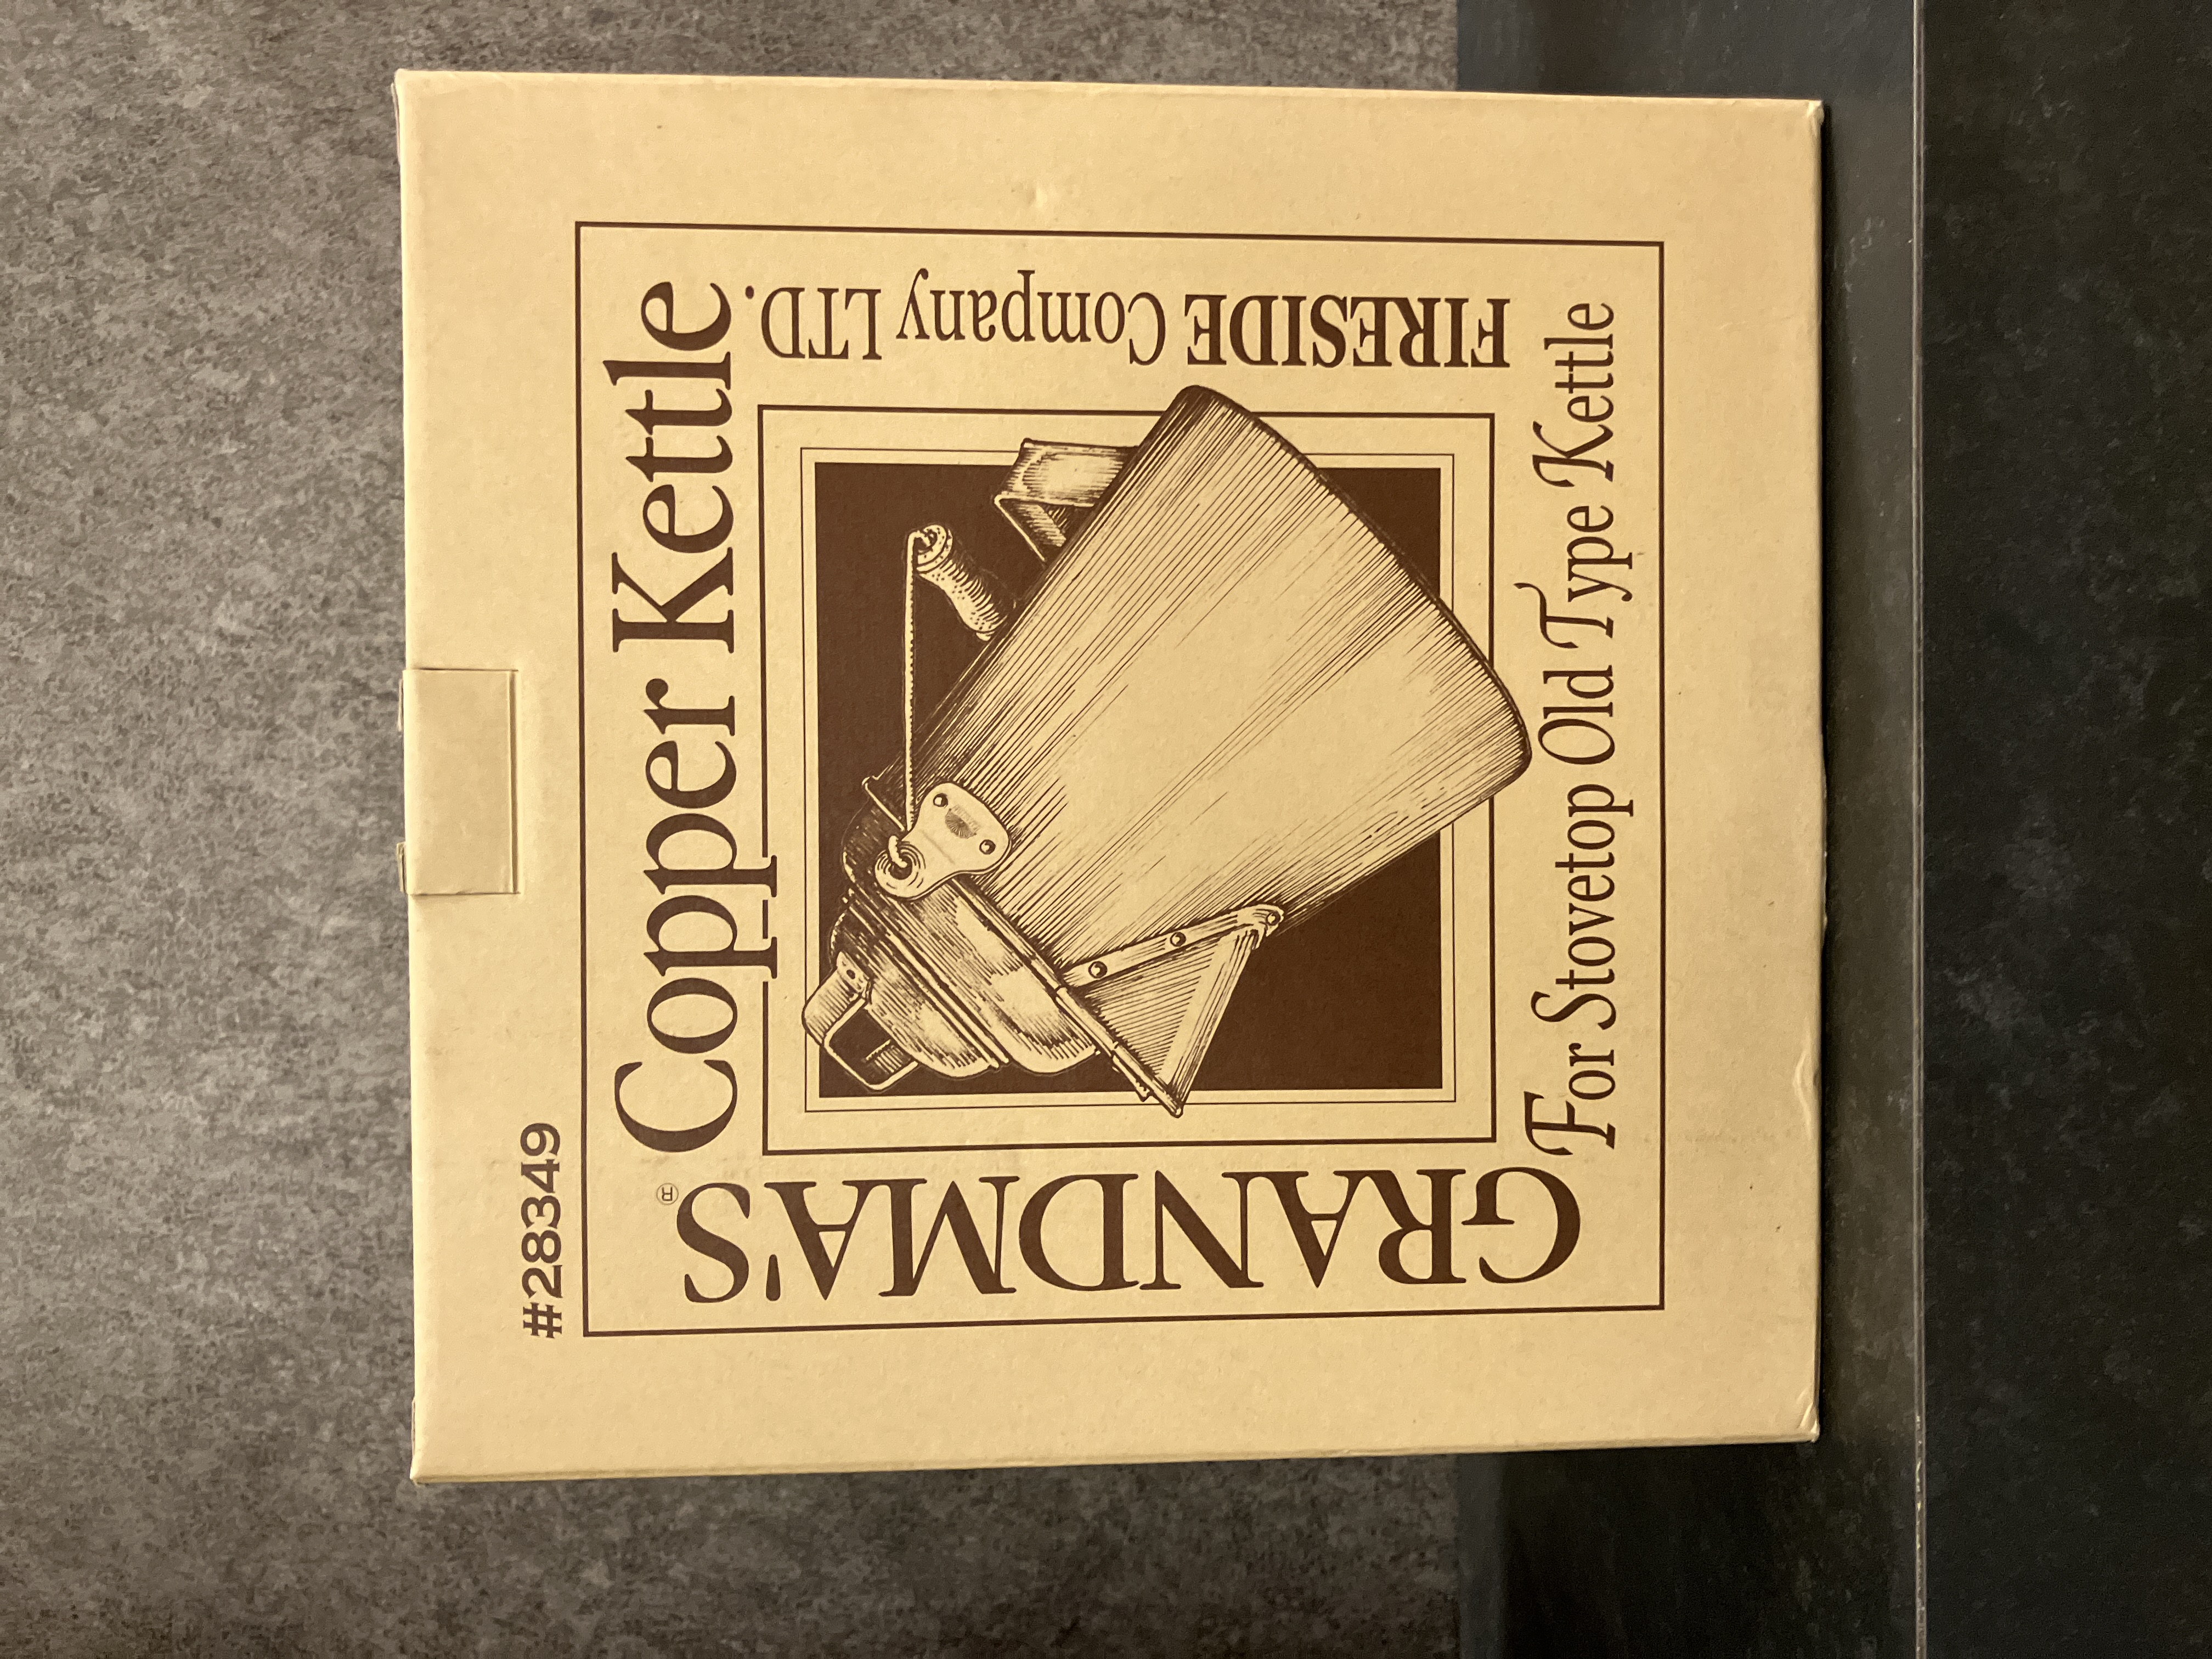 #28349
GRANDMA'S®
Copper Kettle
FIRESIDE Company LTD.
For Stovetop Old Type Kettle